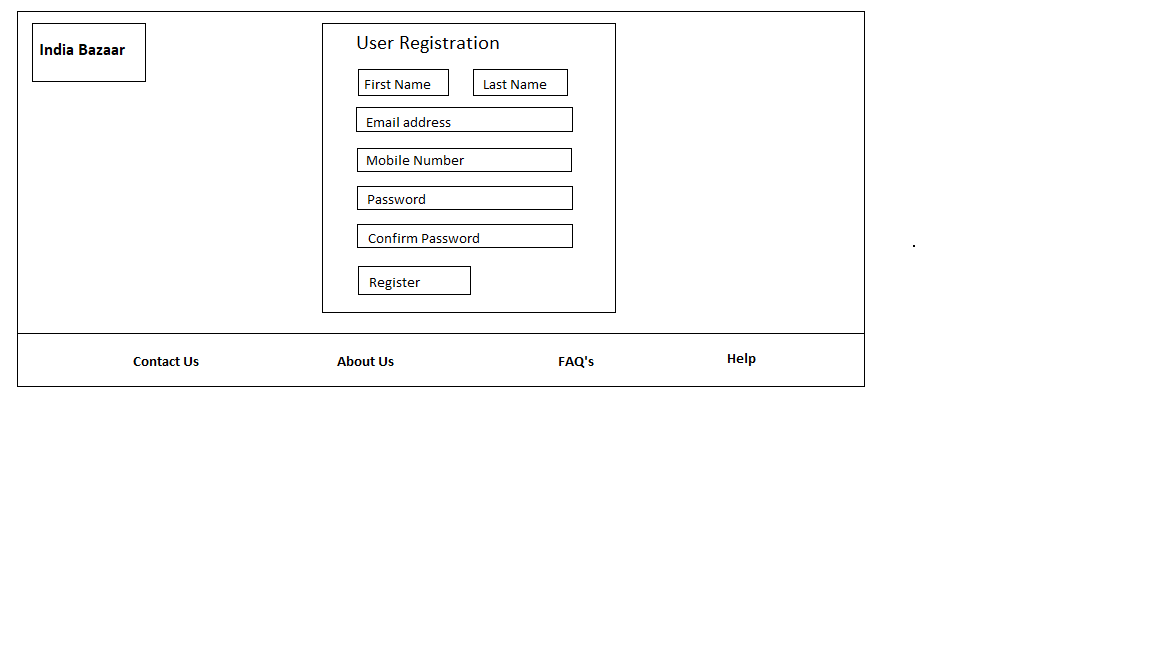 India Bazaar
User Registration
First Name Last Name
Email address
Mobile Number
Password
Confirm Password
Register
Contact Us About Us FAQ's Help